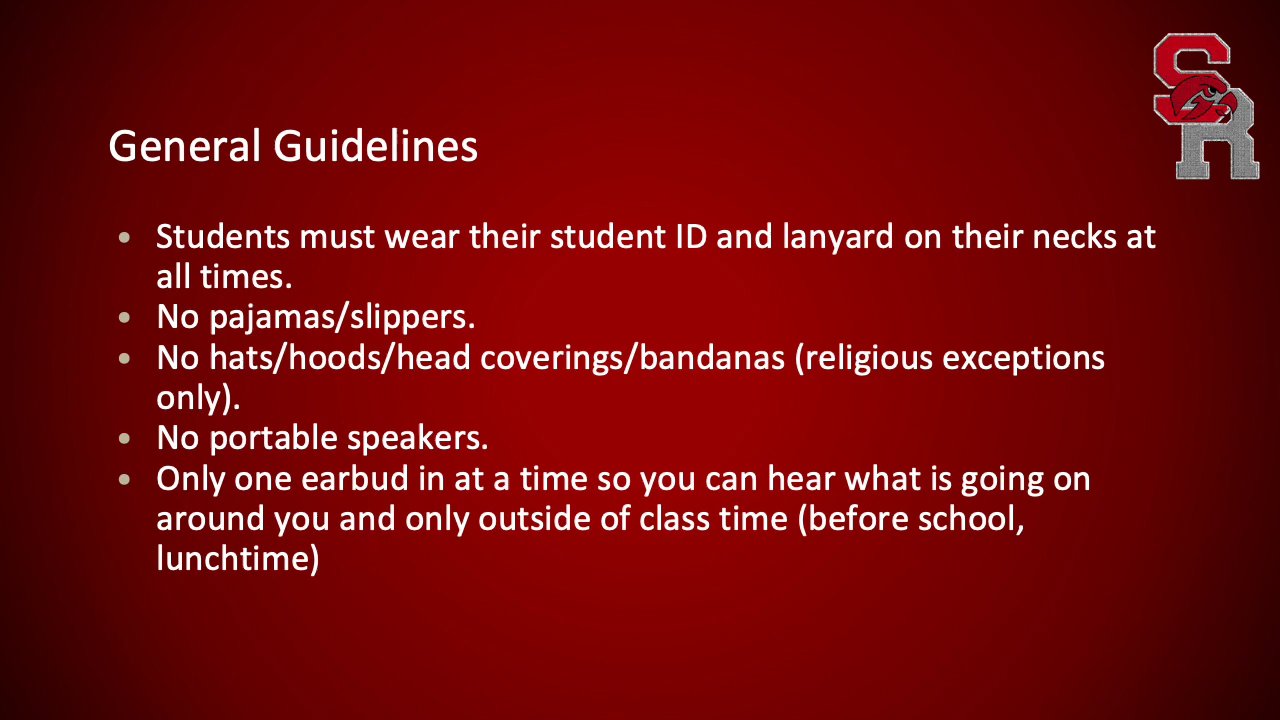 SR
General Guidelines
• Students must wear their student ID and lanyard on their necks at
all times.
• No pajamas/slippers.
• No hats/hoods/head coverings/bandanas (religious exceptions
only).
• No portable speakers.
• Only one earbud in at a time so you can hear what is going on
around you and only outside of class time (before school,
lunchtime)